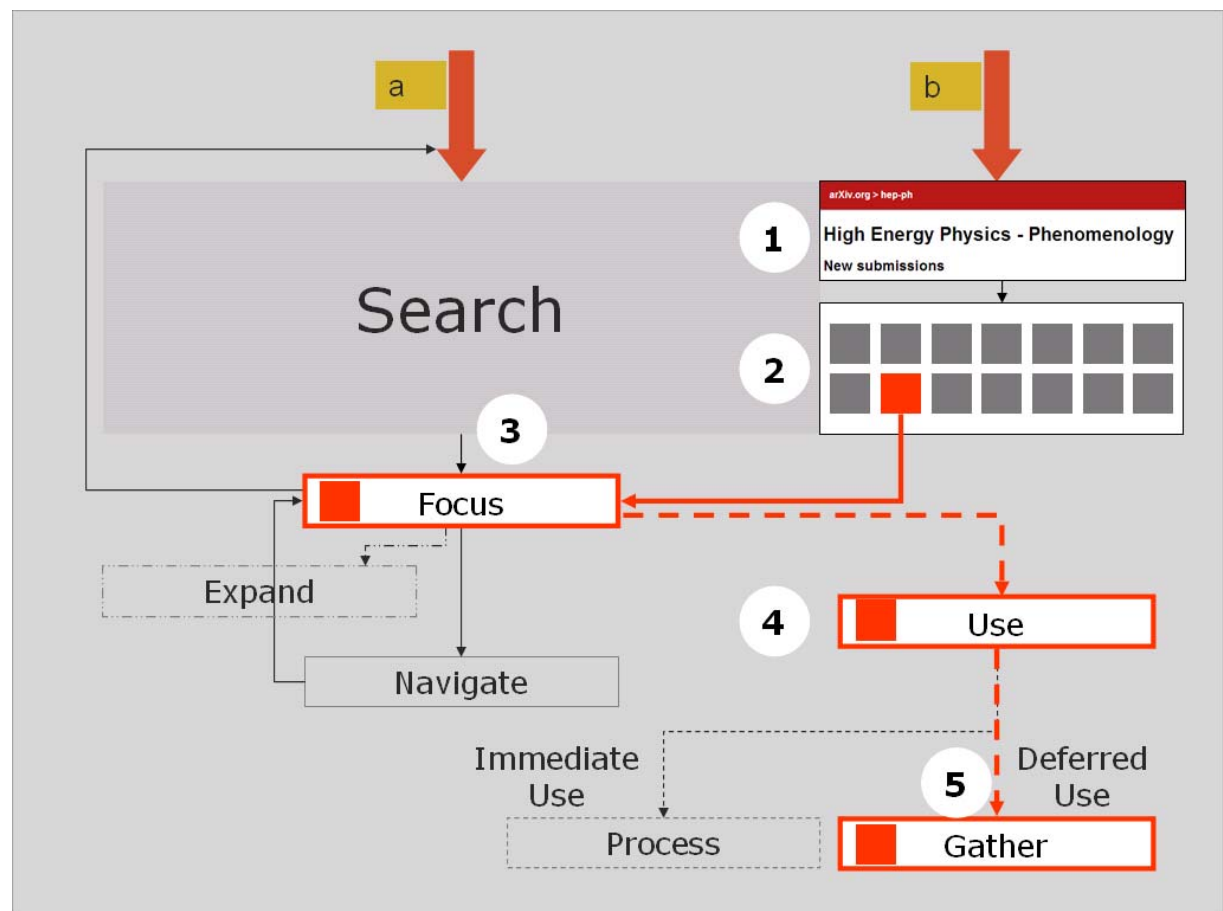 a
b
arXiv.org > hep-ph
1
High Energy Physics - Phenomenology
New submissions
Search
2
3
Focus
Expand
4
Use
Navigate
Immediate
Use
5
Deferred
Use
Process
Gather